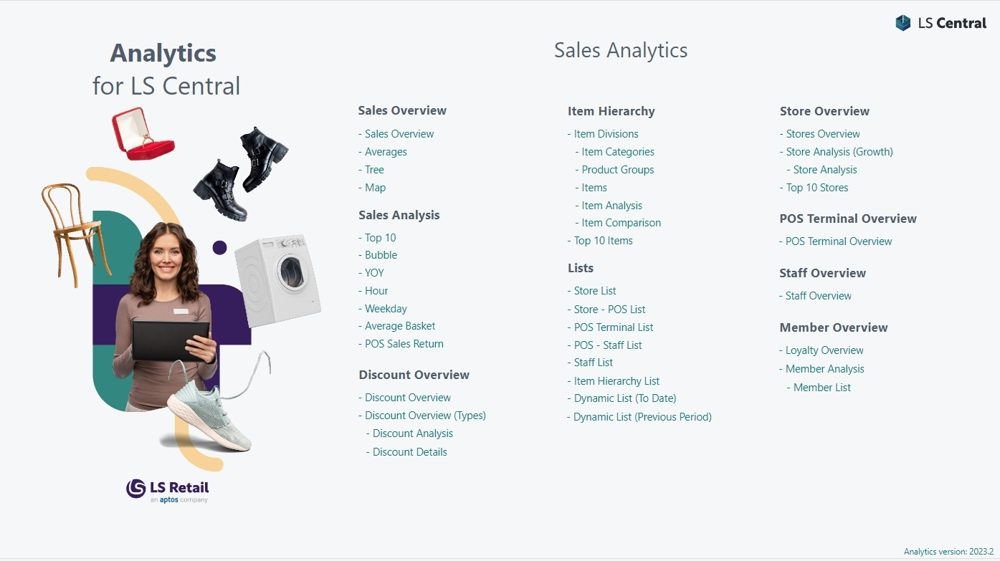 LS Central
Analytics
for LS Central
Sales Analytics
Sales Overview
- Sales Overview
- Averages
- Tree
- Map
Sales Analysis
- Top 10
- Bubble
- YOY
- Hour
- Weekday
- Average Basket
- POS Sales Return
Discount Overview
- Discount Overview
- Discount Overview (Types)
- Discount Analysis
- Discount Details
Item Hierarchy
- Item Divisions
- Item Categories
- Product Groups
- Items
- Item Analysis
- Item Comparison
- Top 10 Items
Lists
- Store List
- Store - POS List
- POS Terminal List
- POS - Staff List
- Staff List
- Item Hierarchy List
- Dynamic List (To Date)
- Dynamic List (Previous Period)
Store Overview
- Stores Overview
- Store Analysis (Growth)
- Store Analysis
- Top 10 Stores
POS Terminal Overview
- POS Terminal Overview
Staff Overview
- Staff Overview
Member Overview
- Loyalty Overview
- Member Analysis
- Member List
LS Retail
an aptos company
Analytics version: 2023.2